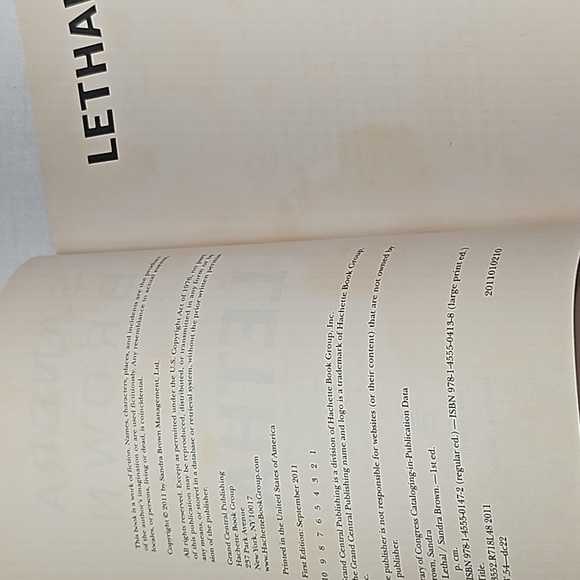 LETHAL
This book is a work of fiction. Names, characters, places, and incidents are the product
of the author's imagination or are used fictitiously. Any resemblance to actual events,
locales, or persons, living or dead, is coincidental.
Copyright © 2011 by Sandra Brown Management, Ltd.
All rights reserved. Except as permitted under the U.S. Copyright Act of 1976, no part
of this publication may be reproduced, distributed, or transmitted in any form or by
any means, or stored in a database or retrieval system, without the prior written permis-
sion of the publisher.
Grand Central Publishing
Hachette Book Group
237 Park Avenue
New York, NY 10017
www.HachetteBookGroup.com
Printed in the United States of America
First Edition: September 2011
10 9 8 7 6 5 4 3 2 1
Grand Central Publishing is a division of Hachette Book Group, Inc.
he Grand Central Publishing name and logo is a trademark of Hachette Book Group,
c.
e publisher is not responsible for websites (or their content) that are not owned by
publisher.
ary of Congress Cataloging-in-Publication Data
own, Sandra
Lethal / Sandra Brown. — 1st ed.
p. cm.
ISBN 978-1-4555-0147-2 (regular ed.) — ISBN 978-1-4555-0413-8 (large print ed.)
itle.
3552.R718L48 2011
.54—dc22
2011010210